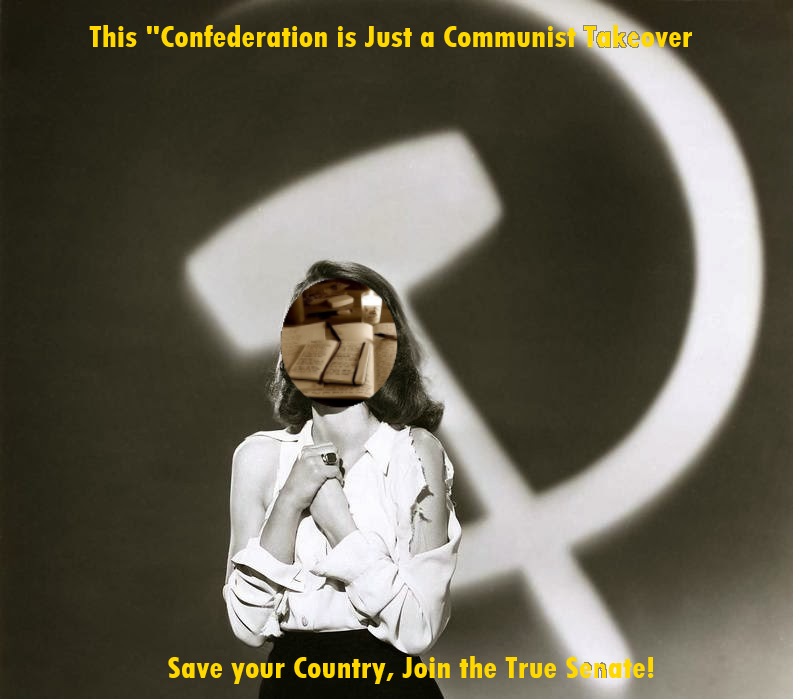 This "Confederation is Just a Communist Takeover
Save your Country, Join the True Senate!